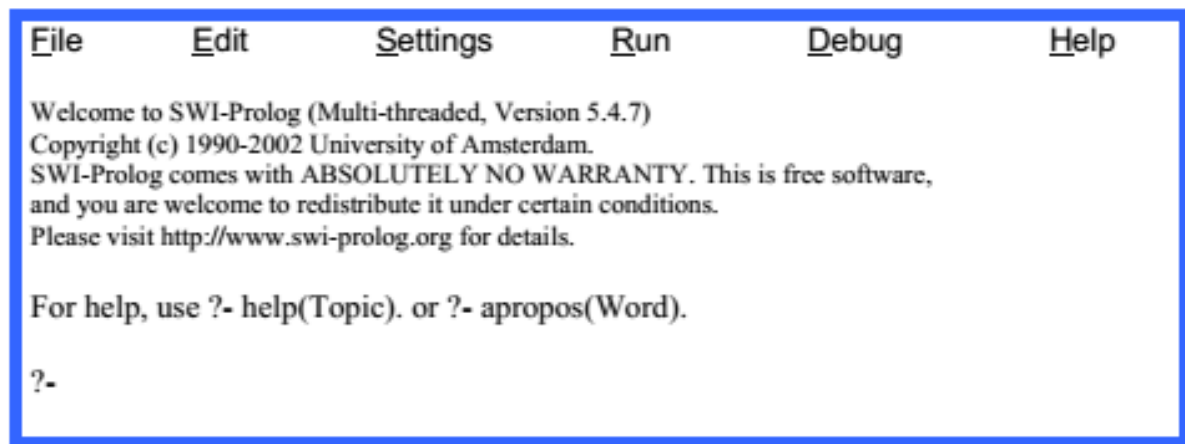 File Edit Settings Run Debug Help
Welcome to SWI-Prolog (Multi-threaded, Version 5.4.7)
Copyright (c) 1990-2002 University of Amsterdam.
SWI-Prolog comes with ABSOLUTELY NO WARRANTY. This is free software,
and you are welcome to redistribute it under certain conditions.
Please visit http://www.swi-prolog.org for details.
For help, use ?- help(Topic). or ?- apropos(Word).
?-